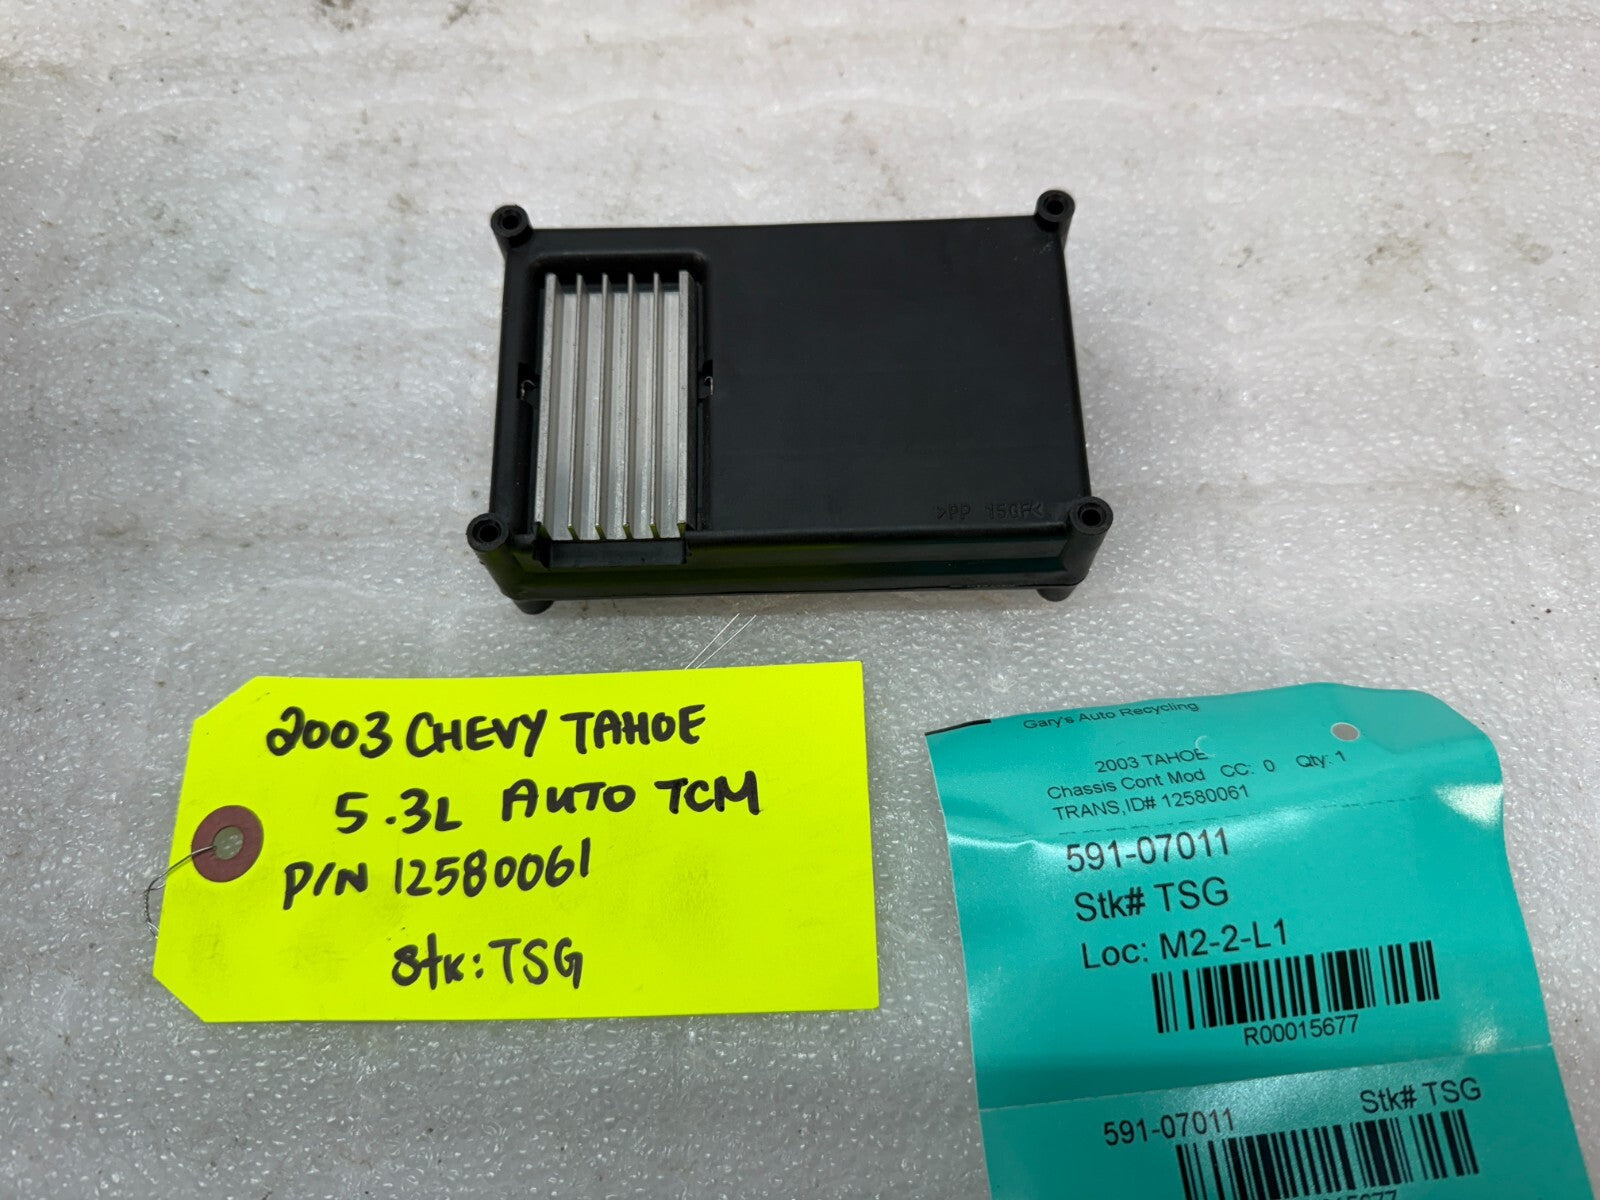 >PP 15GF<
2003 CHEVY TAHOE
5.3L AUTO TCM
P/N 12580061
Stk: TSG
Gary's Auto Recycling
2003 TAHOE
Chassis Cont Mod CC: 0 Qty: 1
TRANS,ID# 12580061
591-07011
Stk# TSG
Loc: M2-2-L1
R00015677
591-07011 Stk# TSG